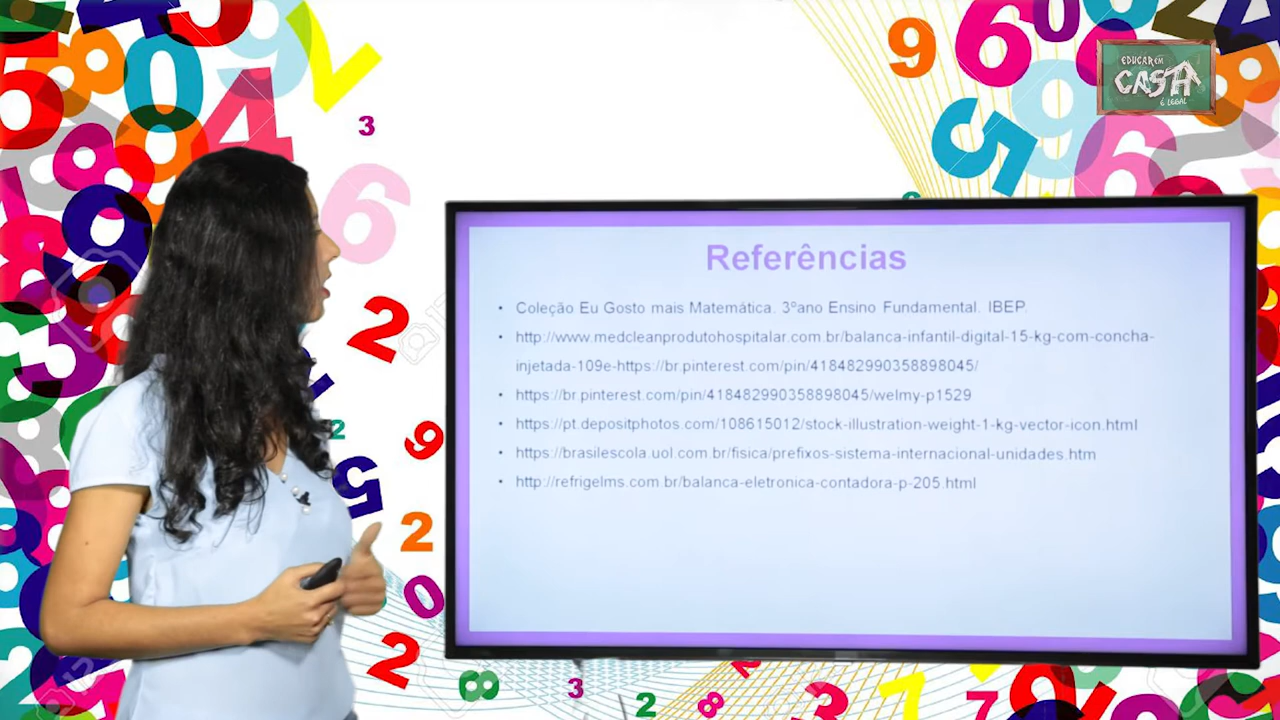 EDUCAR EM
CASA
É LEGAL
Referências
• Coleção Eu Gosto mais Matemática. 3ºano Ensino Fundamental. IBEP.
• http://www.medcleanprodutohospitalar.com.br/balanca-infantil-digital-15-kg-com-concha-
injetada-109e-https://br.pinterest.com/pin/418482990358898045/
• https://br.pinterest.com/pin/418482990358898045/welmy-p1529
• https://pt.depositphotos.com/108615012/stock-illustration-weight-1-kg-vector-icon.html
• https://brasilescola.uol.com.br/fisica/prefixos-sistema-internacional-unidades.htm
• http://refrigelms.com.br/balanca-eletronica-contadora-p-205.html